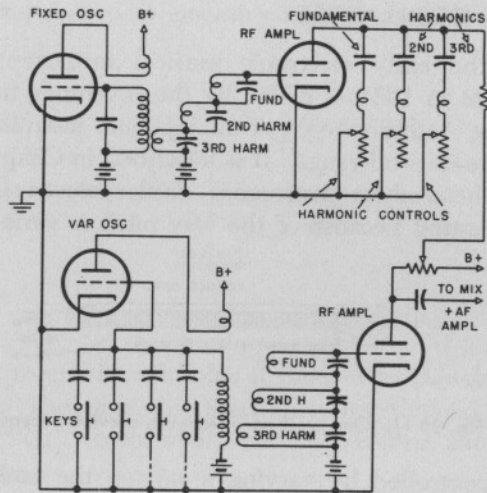 FIXED OSC
B+
RF AMPL
FUNDAMENTAL
HARMONICS
2ND
3RD
FUND
2ND HARM
3RD HARM
HARMONIC CONTROLS
VAR OSC
B+
RF AMPL
B+
TO MIX
+ AF
AMPL
FUND
2ND H
3RD HARM
KEYS